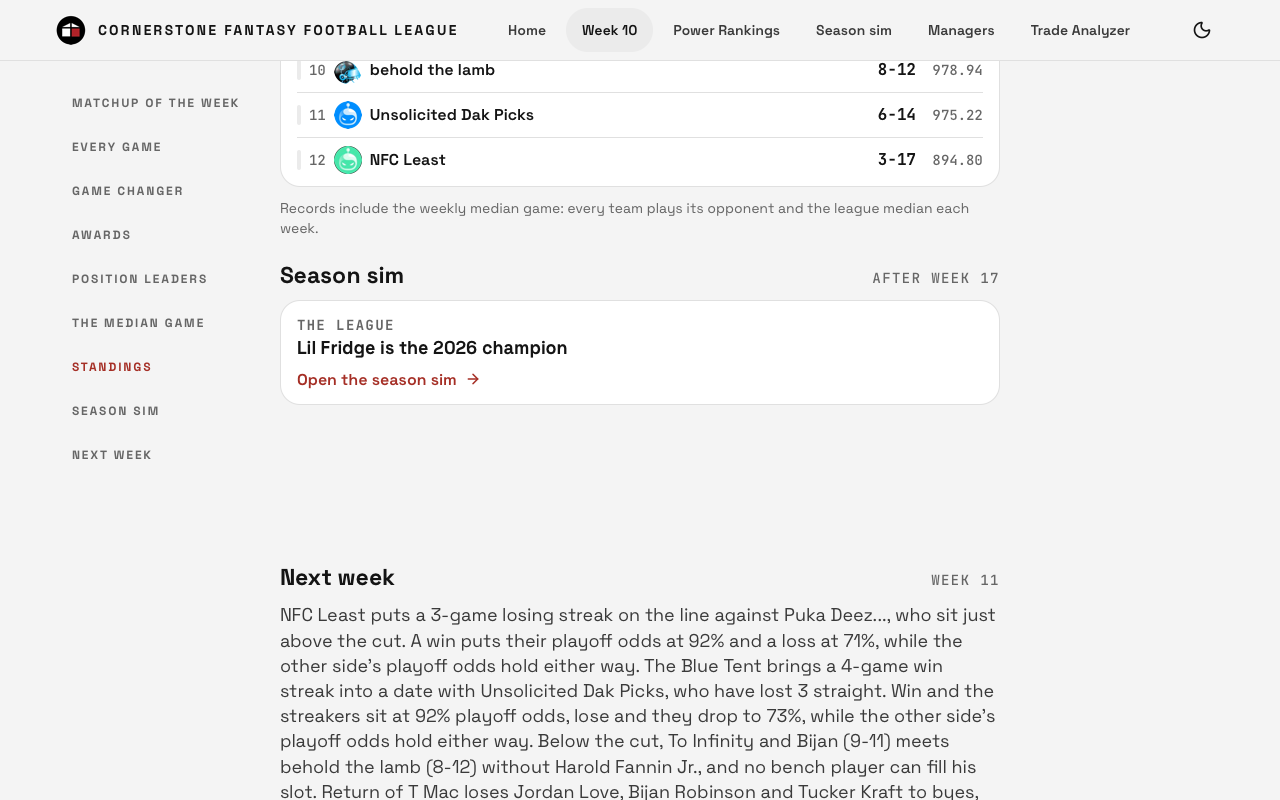 CORNERSTONE FANTASY FOOTBALL LEAGUE
Home
Week 10
Power Rankings
Season sim
Managers
Trade Analyzer
MATCHUP OF THE WEEK
EVERY GAME
GAME CHANGER
AWARDS
POSITION LEADERS
THE MEDIAN GAME
STANDINGS
SEASON SIM
NEXT WEEK
10 behold the lamb 8-12 978.94
11 Unsolicited Dak Picks 6-14 975.22
12 NFC Least 3-17 894.80
Records include the weekly median game: every team plays its opponent and the league median each
week.
Season sim AFTER WEEK 17
THE LEAGUE
Lil Fridge is the 2026 champion
Open the season sim →
Next week WEEK 11
NFC Least puts a 3-game losing streak on the line against Puka Deez..., who sit just
above the cut. A win puts their playoff odds at 92% and a loss at 71%, while the
other side's playoff odds hold either way. The Blue Tent brings a 4-game win
streak into a date with Unsolicited Dak Picks, who have lost 3 straight. Win and the
streakers sit at 92% playoff odds, lose and they drop to 73%, while the other side's
playoff odds hold either way. Below the cut, To Infinity and Bijan (9-11) meets
behold the lamb (8-12) without Harold Fannin Jr., and no bench player can fill his
slot. Return of T Mac loses Jordan Love, Bijan Robinson and Tucker Kraft to byes,